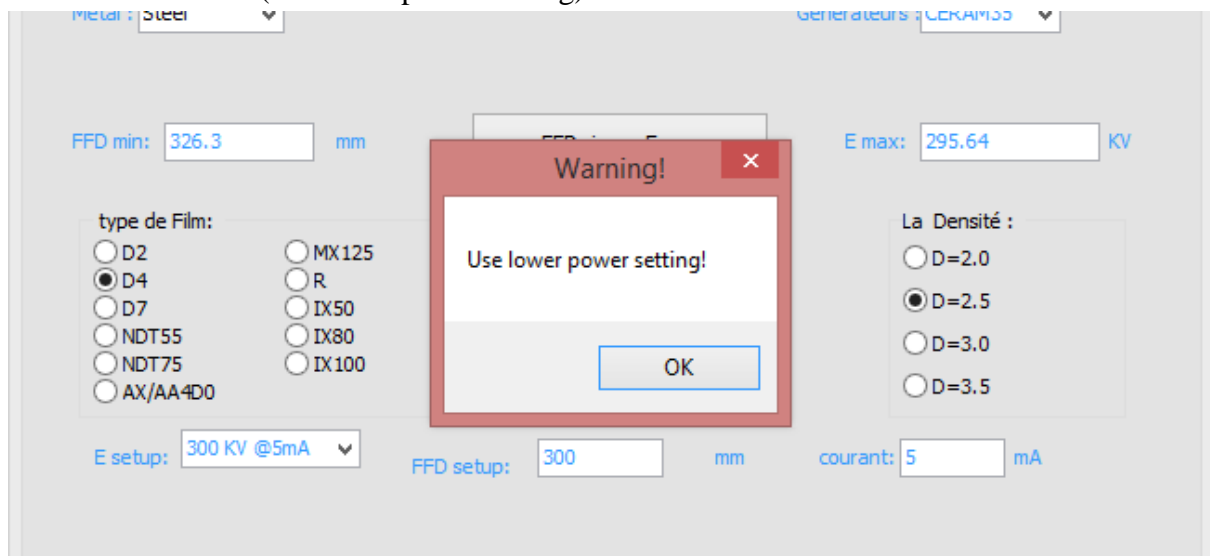 Metal : Steel Générateurs : CERAM35
FFD min: 326.3 mm E max: 295.64 KV
Warning!
Use lower power setting!
OK
type de Film:
D2 MX125
D4 R
D7 IX50
NDT55 IX80
NDT75 IX100
AX/AA4D0
La Densité :
D=2.0
D=2.5
D=3.0
D=3.5
E setup: 300 KV @5mA FFD setup: 300 mm courant: 5 mA